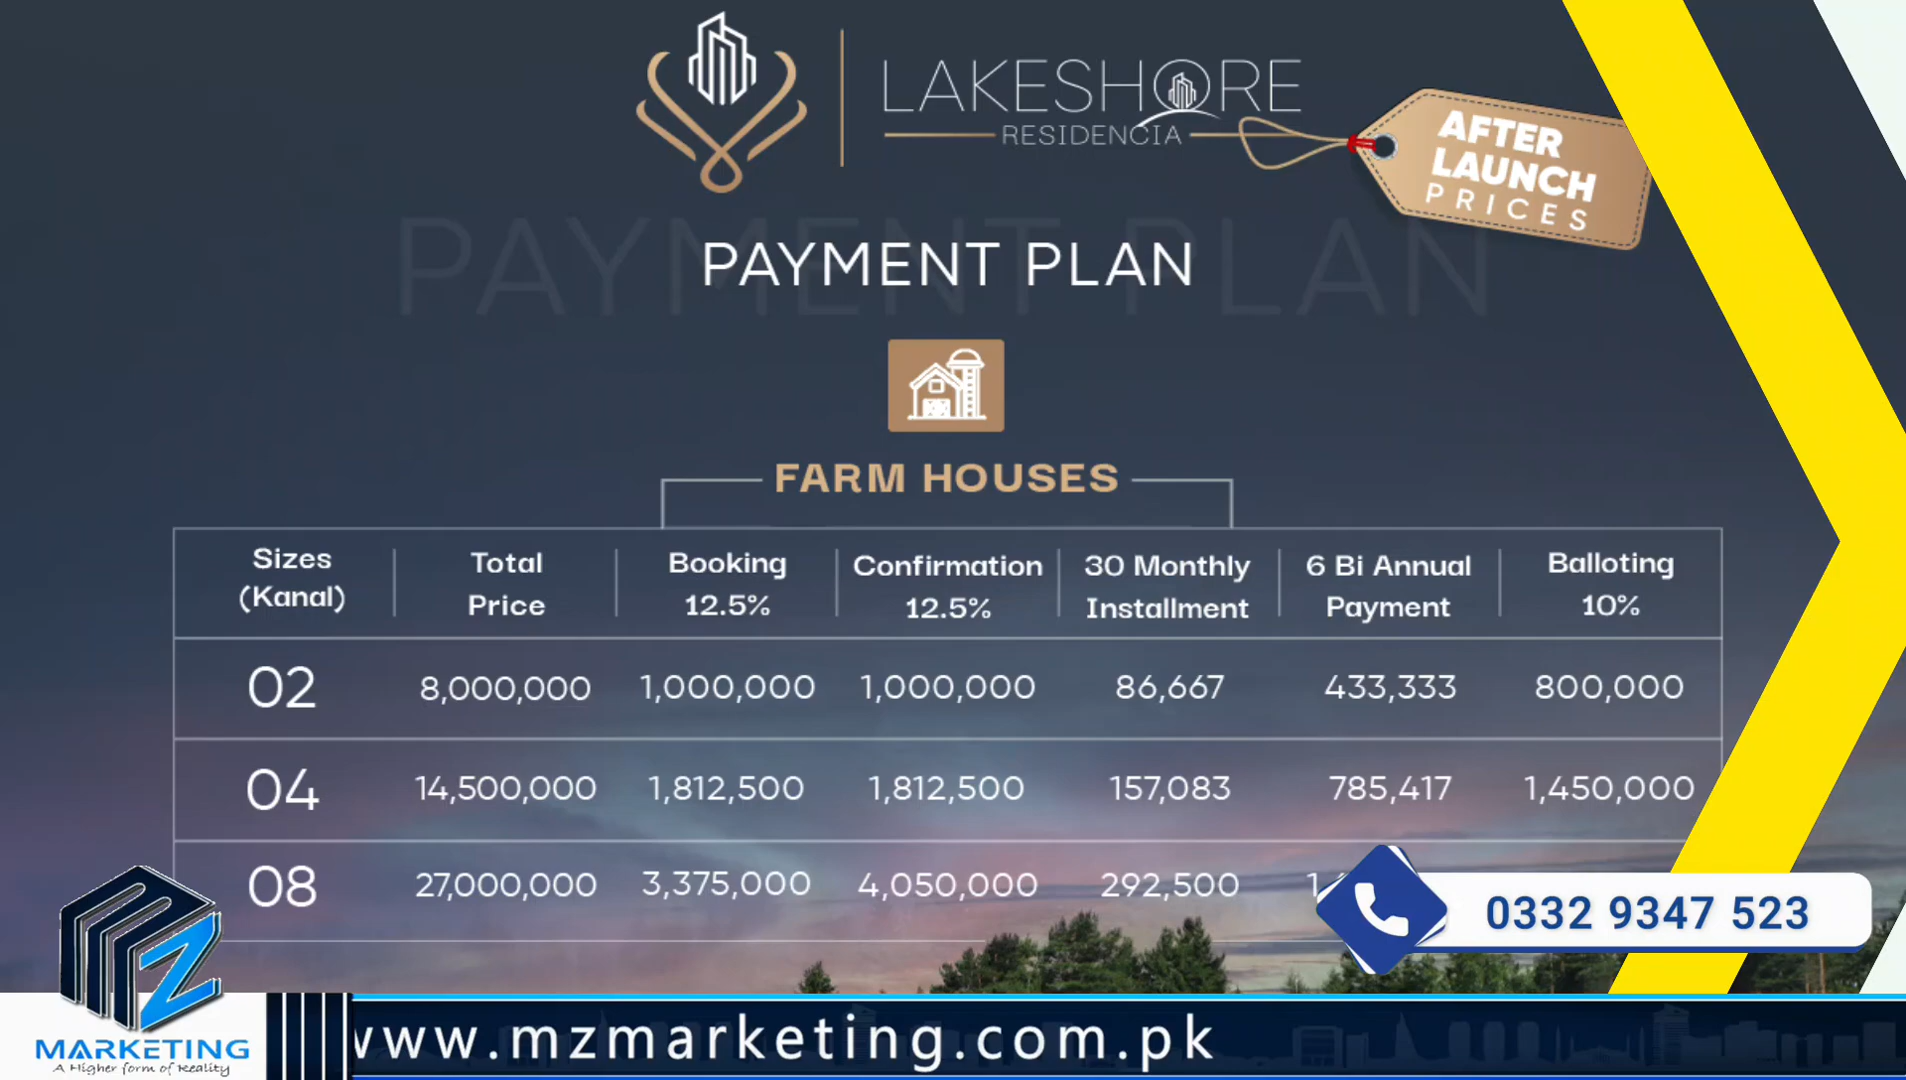 LAKESHORE
RESIDENCIA
AFTER
LAUNCH
PRICES
PAYMENT PLAN
PAYMENT PLAN
FARM HOUSES
Sizes (Kanal) Total Price Booking 12.5% Confirmation 12.5% 30 Monthly Installment 6 Bi Annual Payment Balloting 10%
02 8,000,000 1,000,000 1,000,000 86,667 433,333 800,000
04 14,500,000 1,812,500 1,812,500 157,083 785,417 1,450,000
08 27,000,000 3,375,000 4,050,000 292,500
0332 9347 523
MZ
MARKETING
A Higher form of Reality
www.mzmarketing.com.pk